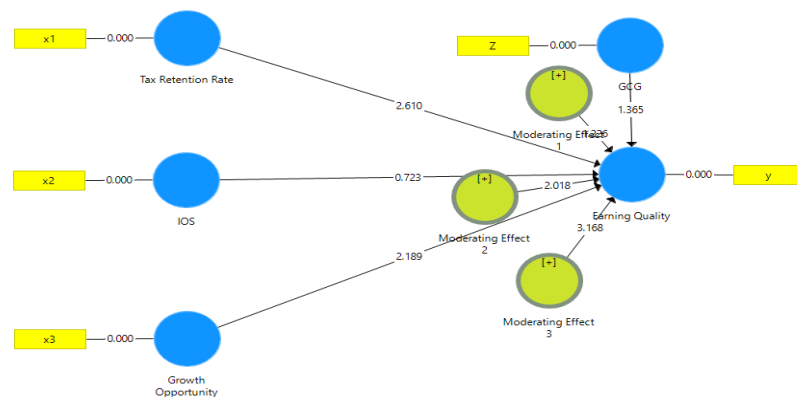 x1
0.000
Tax Retention Rate
Z
0.000
GCG
[+]
1.365
2.610
Moderating Effect
1
x2
0.000
IOS
0.723
[+]
2.018
0.000
y
Earning Quality
Moderating Effect
2
3.168
2.189
[+]
Moderating Effect
3
x3
0.000
Growth
Opportunity